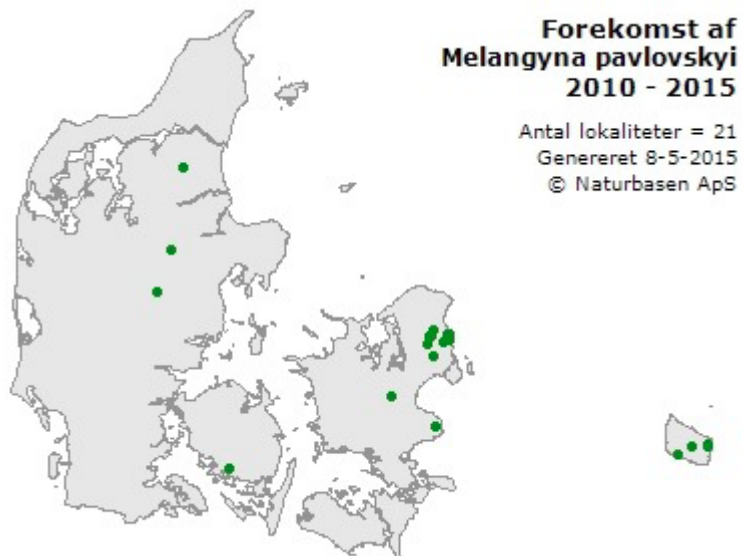 Forekomst af
Melangyna pavlovskyi
2010 - 2015
Antal lokaliteter = 21
Genereret 8-5-2015
© Naturbasen ApS